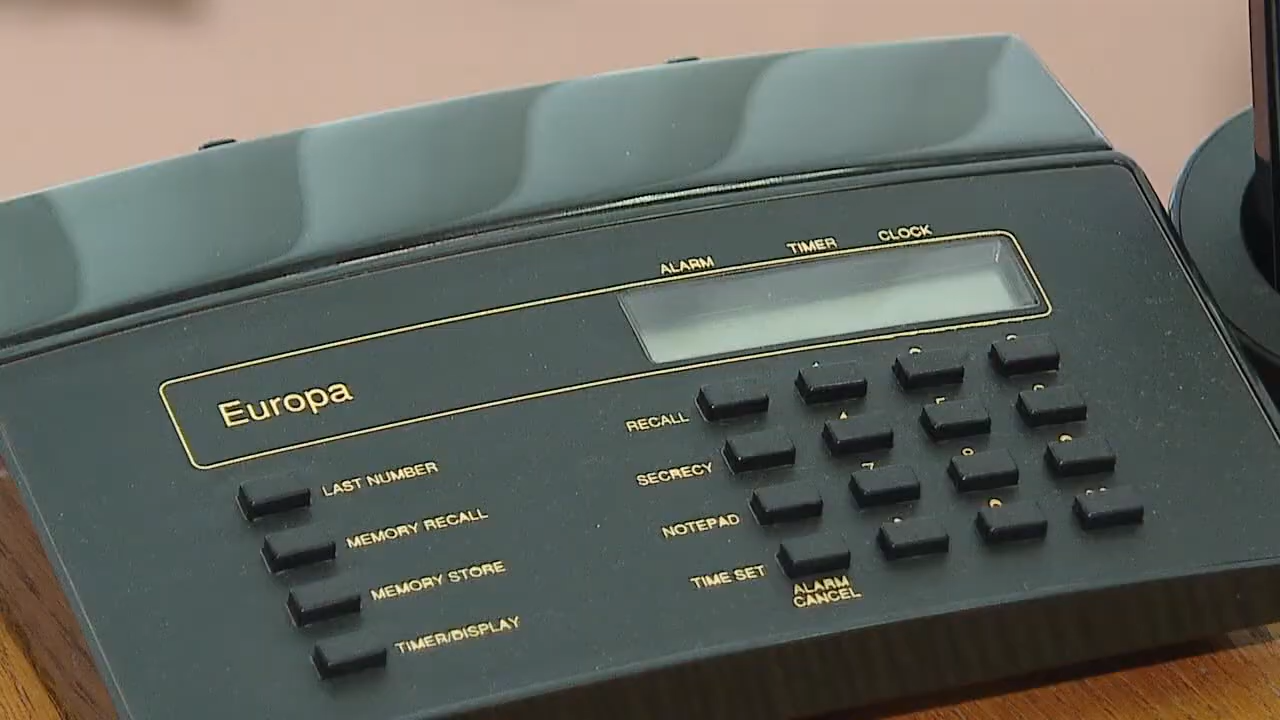 ALARM TIMER CLOCK
Europa
LAST NUMBER
MEMORY RECALL
MEMORY STORE
TIMER/DISPLAY
RECALL
SECRECY
NOTEPAD
TIME SET
ALARM
CANCEL